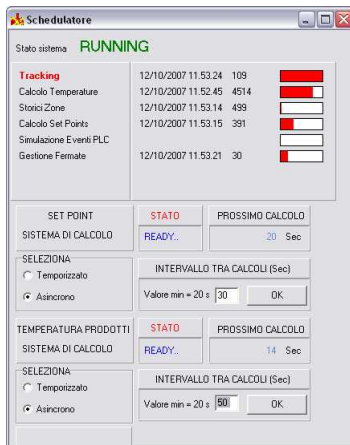 Schedulatore
Stato sistema RUNNING
Tracking 12/10/2007 11.53.24 109
Calcolo Temperature 12/10/2007 11.52.45 4514
Storici Zone 12/10/2007 11.53.14 499
Calcolo Set Points 12/10/2007 11.53.15 391
Simulazione Eventi PLC
Gestione Fermate 12/10/2007 11.53.21 30
SET POINT STATO PROSSIMO CALCOLO
SISTEMA DI CALCOLO READY.. 20 Sec
SELEZIONA
Temporizzato
Asincrono
INTERVALLO TRA CALCOLI (Sec)
Valore min = 20 s 30 OK
TEMPERATURA PRODOTTI STATO PROSSIMO CALCOLO
SISTEMA DI CALCOLO READY.. 14 Sec
SELEZIONA
Temporizzato
Asincrono
INTERVALLO TRA CALCOLI (Sec)
Valore min = 20 s 50 OK